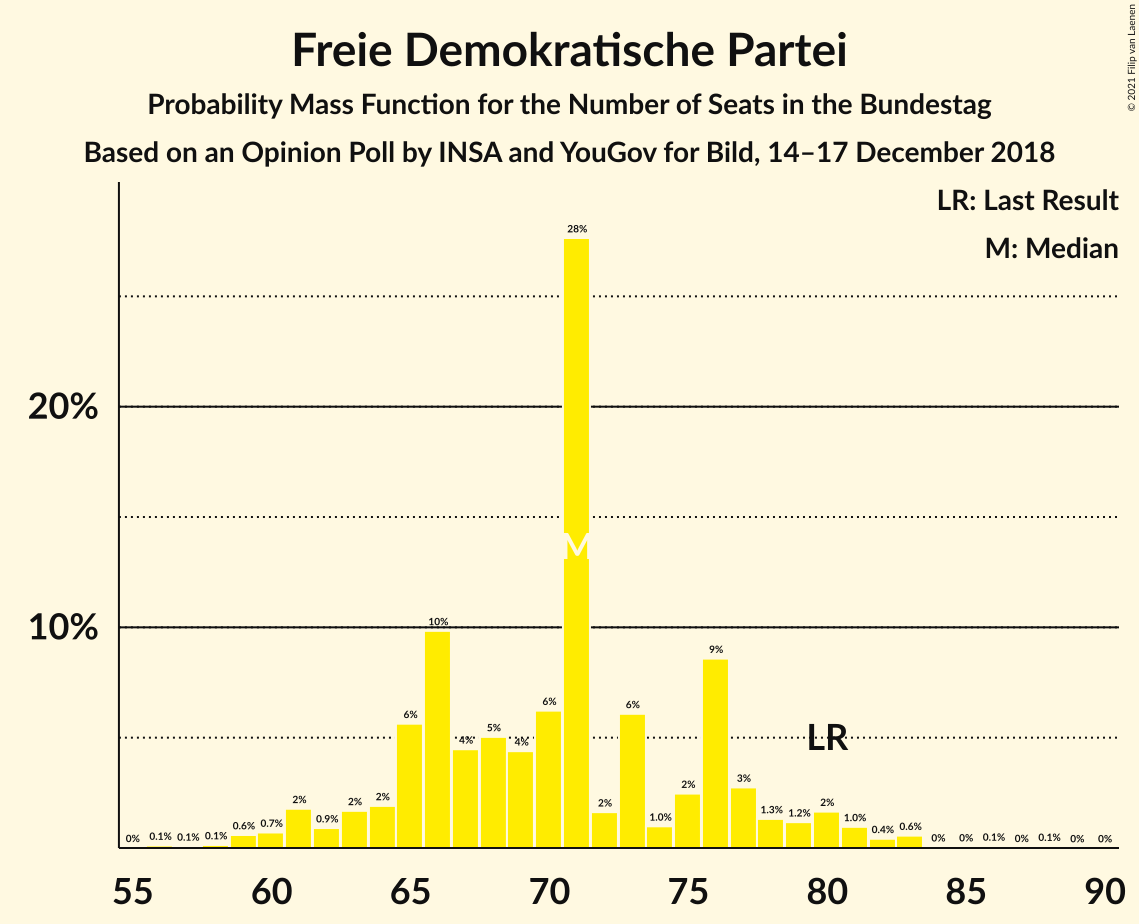 © 2021 Filip van Laenen
Freie Demokratische Partei
Probability Mass Function for the Number of Seats in the Bundestag
Based on an Opinion Poll by INSA and YouGov for Bild, 14–17 December 2018
LR: Last Result
M: Median
20%
10%
0% 0.1% 0.1% 0.1% 0.6% 0.7% 2% 0.9% 2% 2% 6% 10% 4% 5% 4% 6% 28% 2% 6% 1.0% 2% 9% 3% 1.3% 1.2% 2% 1.0% 0.4% 0.6% 0% 0% 0.1% 0% 0.1% 0% 0%
M
LR
55 60 65 70 75 80 85 90